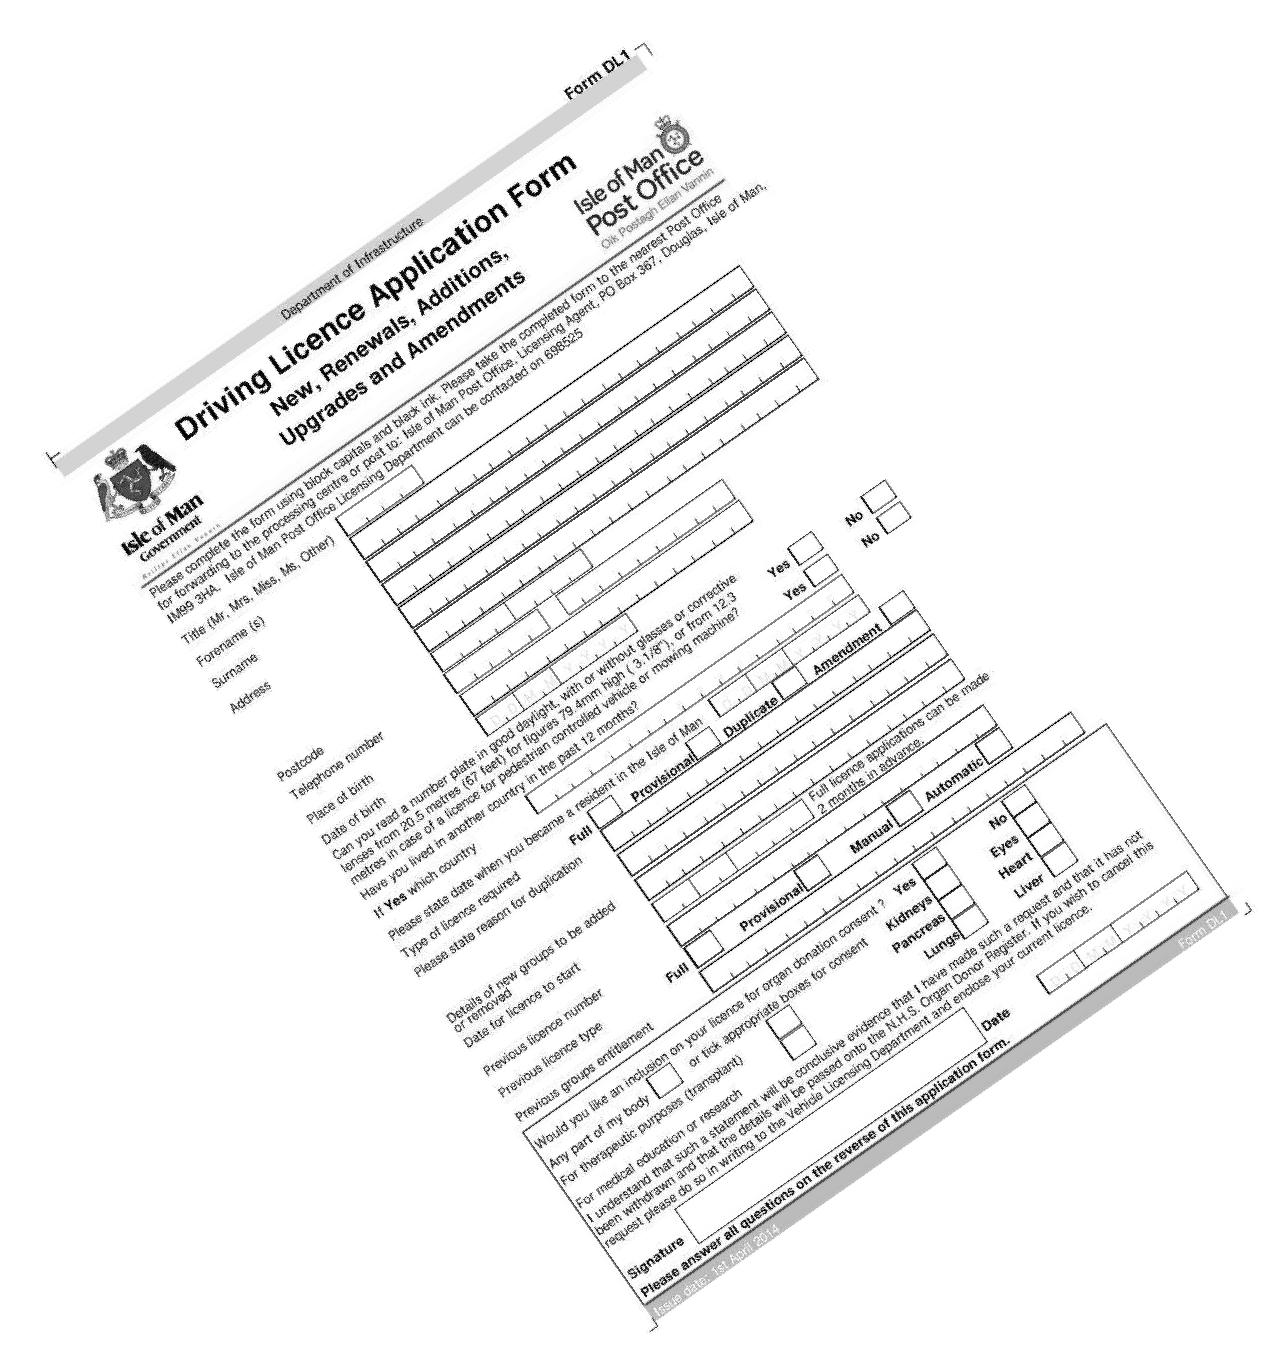 Form DL1
Department of Infrastructure
Driving Licence Application Form
New, Renewals, Additions,
Upgrades and Amendments
Isle of Man
Government
Reiltys Ellan Vannin
Isle of Man
Post Office
Oik Postagh Ellan Vannin
Please complete the form using block capitals and black ink. Please take the completed form to the nearest Post Office
for forwarding to the processing centre or post to: Isle of Man Post Office, Licensing Agent, PO Box 367, Douglas, Isle of Man,
IM99 3HA, Isle of Man Post Office Licensing Department can be contacted on 698525
Title (Mr, Mrs, Miss, Ms, Other)
Forename (s)
Surname
Address
Postcode
Telephone number
Place of birth
Date of birth
D D M M Y Y Y Y
Can you read a number plate in good daylight, with or without glasses or corrective
lenses from 20.5 metres (67 feet) for figures 79.4mm high ( 3.1/8"), or from 12.3
metres in case of a licence for pedestrian controlled vehicle or mowing machine?
Yes No
Have you lived in another country in the past 12 months?
Yes No
If Yes which country
Please state date when you became a resident in the Isle of Man
D D M M Y Y Y Y
Type of licence required
Full Provisional Duplicate Amendment
Please state reason for duplication
Details of new groups to be added
or removed
Date for licence to start
Full licence applications can be made
2 months in advance.
Previous licence number
Previous licence type
Full Provisional Manual Automatic
Previous groups entitlement
Would you like an inclusion on your licence for organ donation consent ? Yes No
Any part of my body or tick appropriate boxes for consent Kidneys Eyes
For therapeutic purposes (transplant) Pancreas Heart
Lungs Liver
For medical education or research
I understand that such a statement will be conclusive evidence that I have made such a request and that it has not
been withdrawn and that the details will be passed onto the N.H.S. Organ Donor Register. If you wish to cancel this
request please do so in writing to the Vehicle Licensing Department and enclose your current licence.
Signature
Date
D D M M Y Y Y Y
Please answer all questions on the reverse of this application form.
Issue date: 1st April 2014
Form DL1